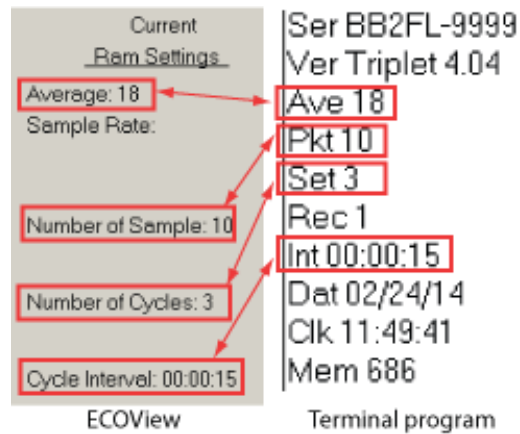 Current
Ram Settings
Average: 18
Sample Rate:
Number of Sample: 10
Number of Cycles: 3
Cycle Interval: 00:00:15
ECOView
Ser BB2FL-9999
Ver Triplet 4.04
Ave 18
Pkt 10
Set 3
Rec 1
Int 00:00:15
Dat 02/24/14
Clk 11:49:41
Mem 686
Terminal program